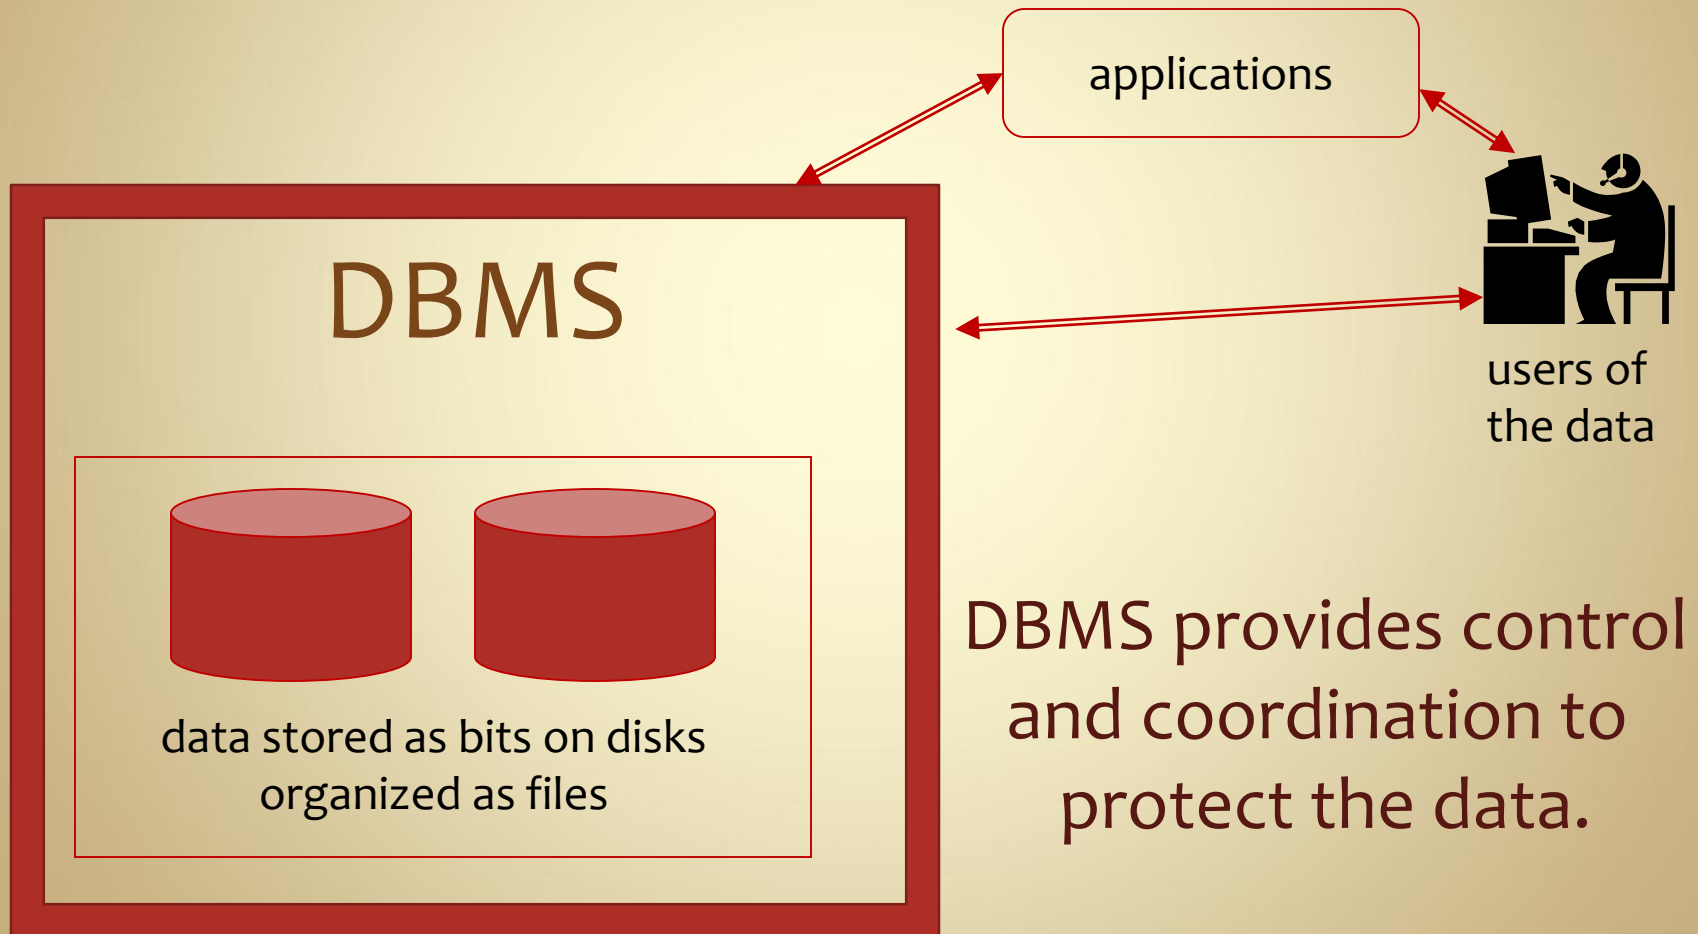 applications
DBMS
users of
the data
data stored as bits on disks
organized as files
DBMS provides control
and coordination to
protect the data.